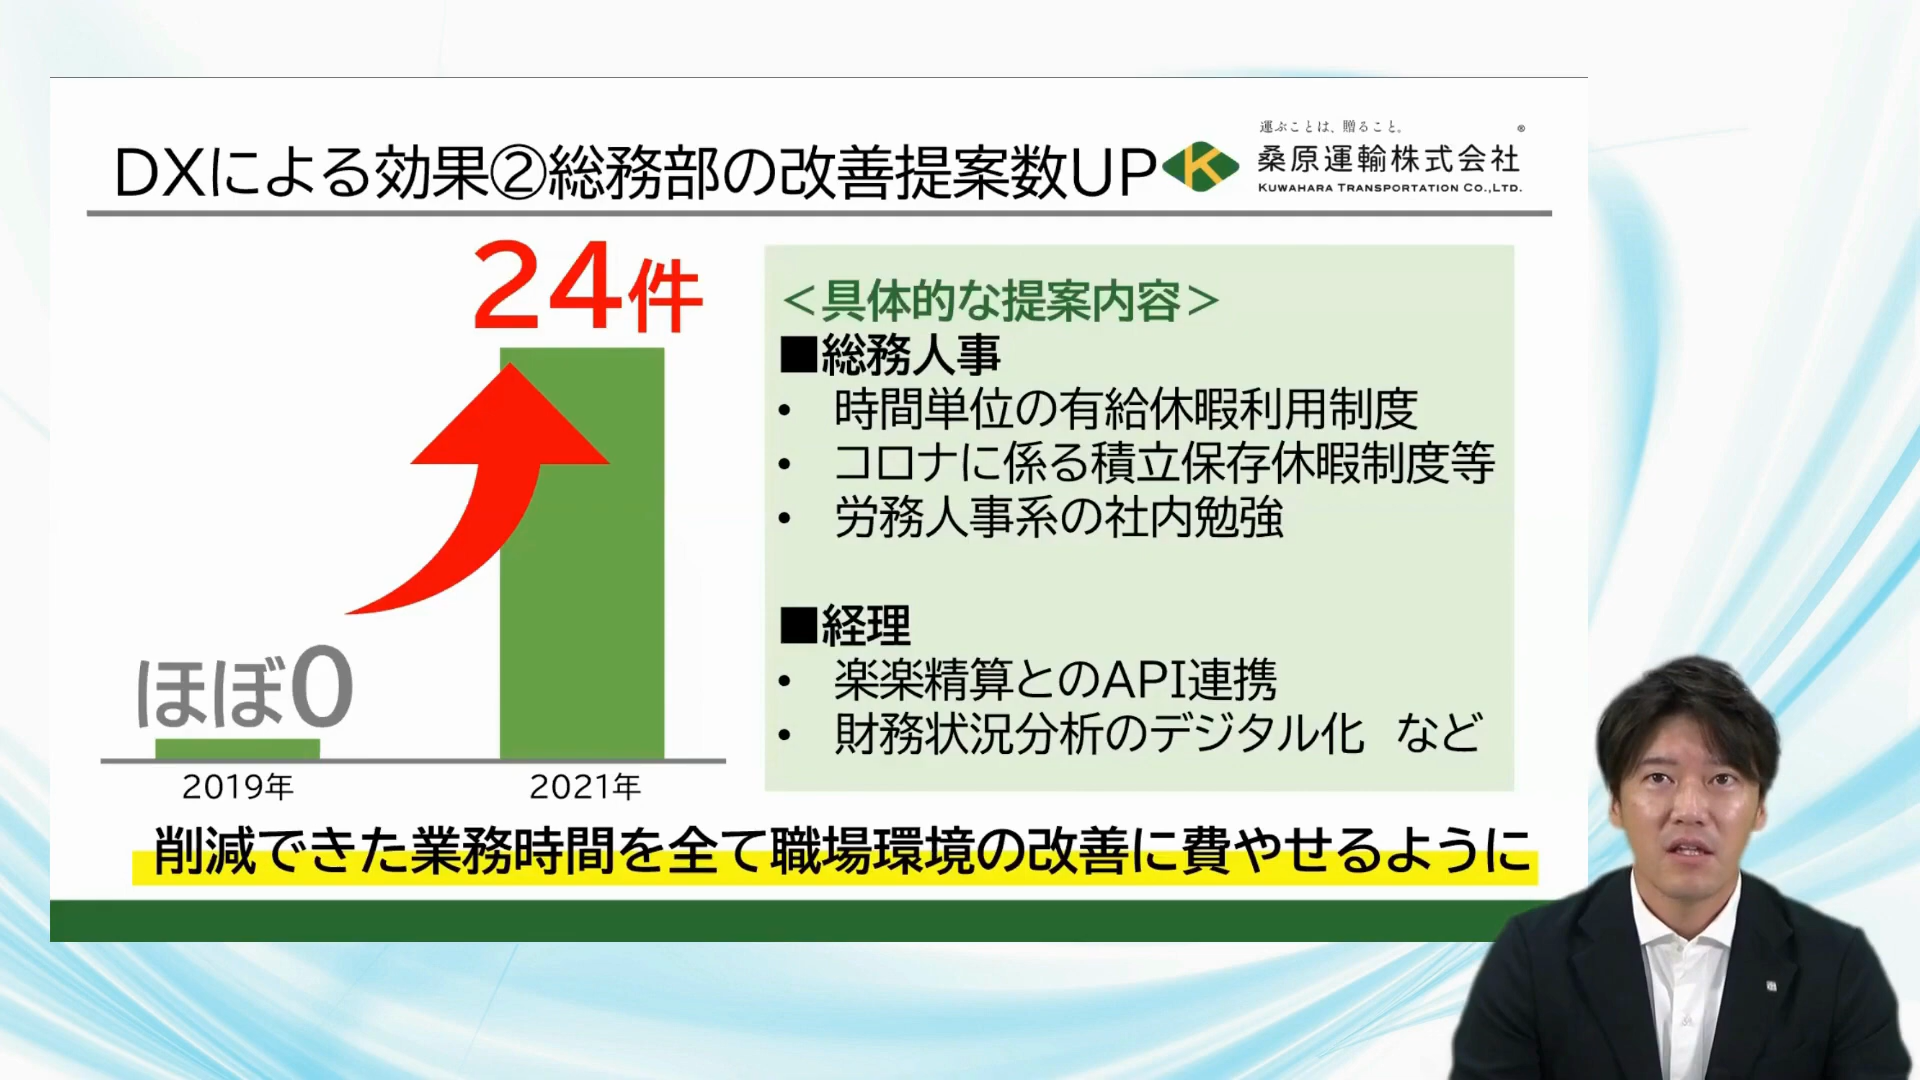 DXによる効果②総務部の改善提案数UP
運ぶことは、贈ること。
桑原運輸株式会社
KUWAHARA TRANSPORTATION CO.,LTD.
24件
ほぼ0
2019年
2021年
＜具体的な提案内容＞
■総務人事
• 時間単位の有給休暇利用制度
• コロナに係る積立保存休暇制度等
• 労務人事系の社内勉強
■経理
• 楽楽精算とのAPI連携
• 財務状況分析のデジタル化　など
削減できた業務時間を全て職場環境の改善に費やせるように